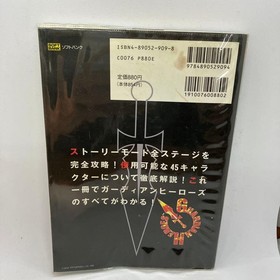 ソフトバンク
ISBN4-89052-909-8
C0076 P880E
定価880円
9784890529094
1910076008802
ストーリーモード全ステージを
完全攻略!使用可能な45キャラ
クターについて徹底解説!これ
一冊でガーディアンヒーローズ
のすべてがわかる!
GUARDIAN
HEROES